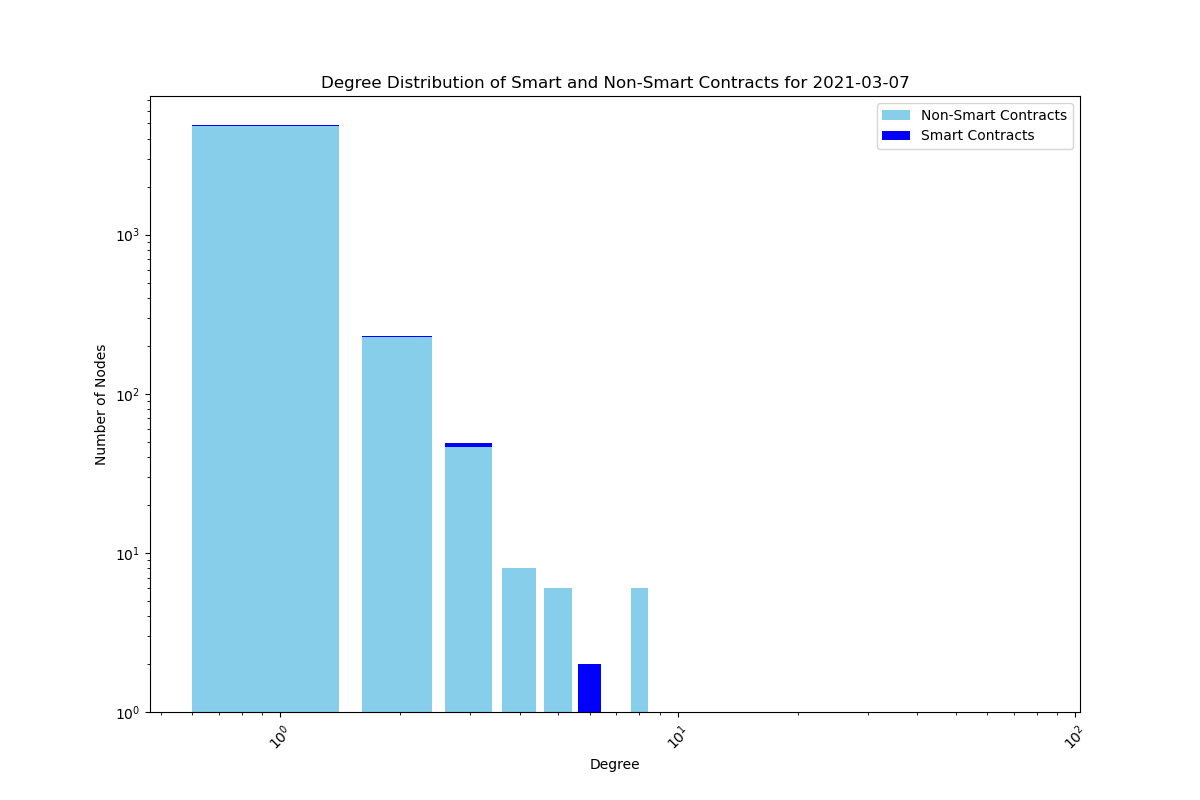 Degree Distribution of Smart and Non-Smart Contracts for 2021-03-07
Non-Smart Contracts
Smart Contracts
Number of Nodes
10³
10²
10¹
10⁰
10⁰
10¹
10²
Degree